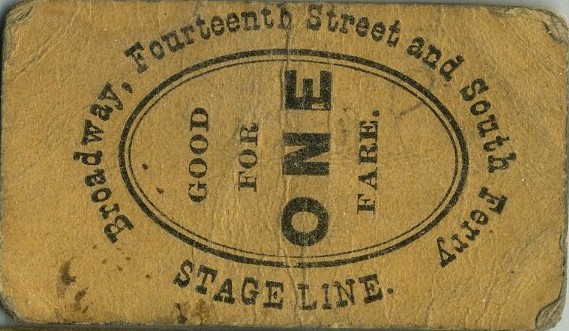 Broadway, Fourteenth Street and South Ferry
GOOD
FOR
ONE
FARE.
STAGE LINE.